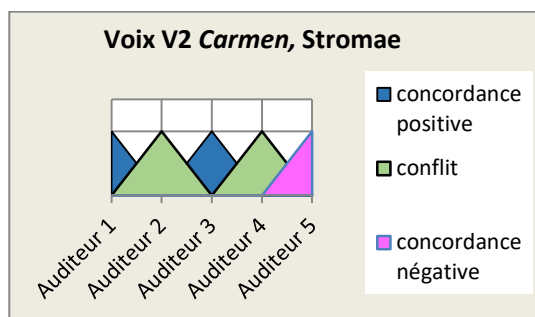 Voix V2 Carmen, Stromae
concordance
positive
conflit
concordance
négative
Auditeur 1
Auditeur 2
Auditeur 3
Auditeur 4
Auditeur 5